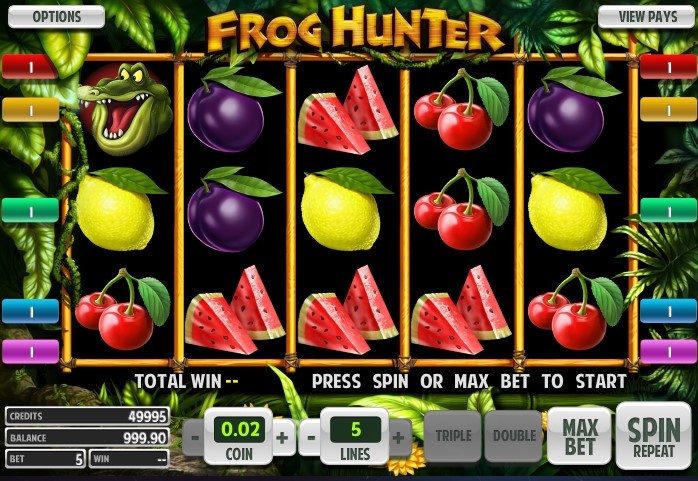 OPTIONS
FROG HUNTER
VIEW PAYS
1 1
1 1
1 1
1 1
1 1
TOTAL WIN -- PRESS SPIN OR MAX BET TO START
CREDITS 49995
BALANCE 999.90
BET 5 WIN --
- 0.02 +
COIN
- 5 +
LINES
TRIPLE
DOUBLE
MAX
BET
SPIN
REPEAT